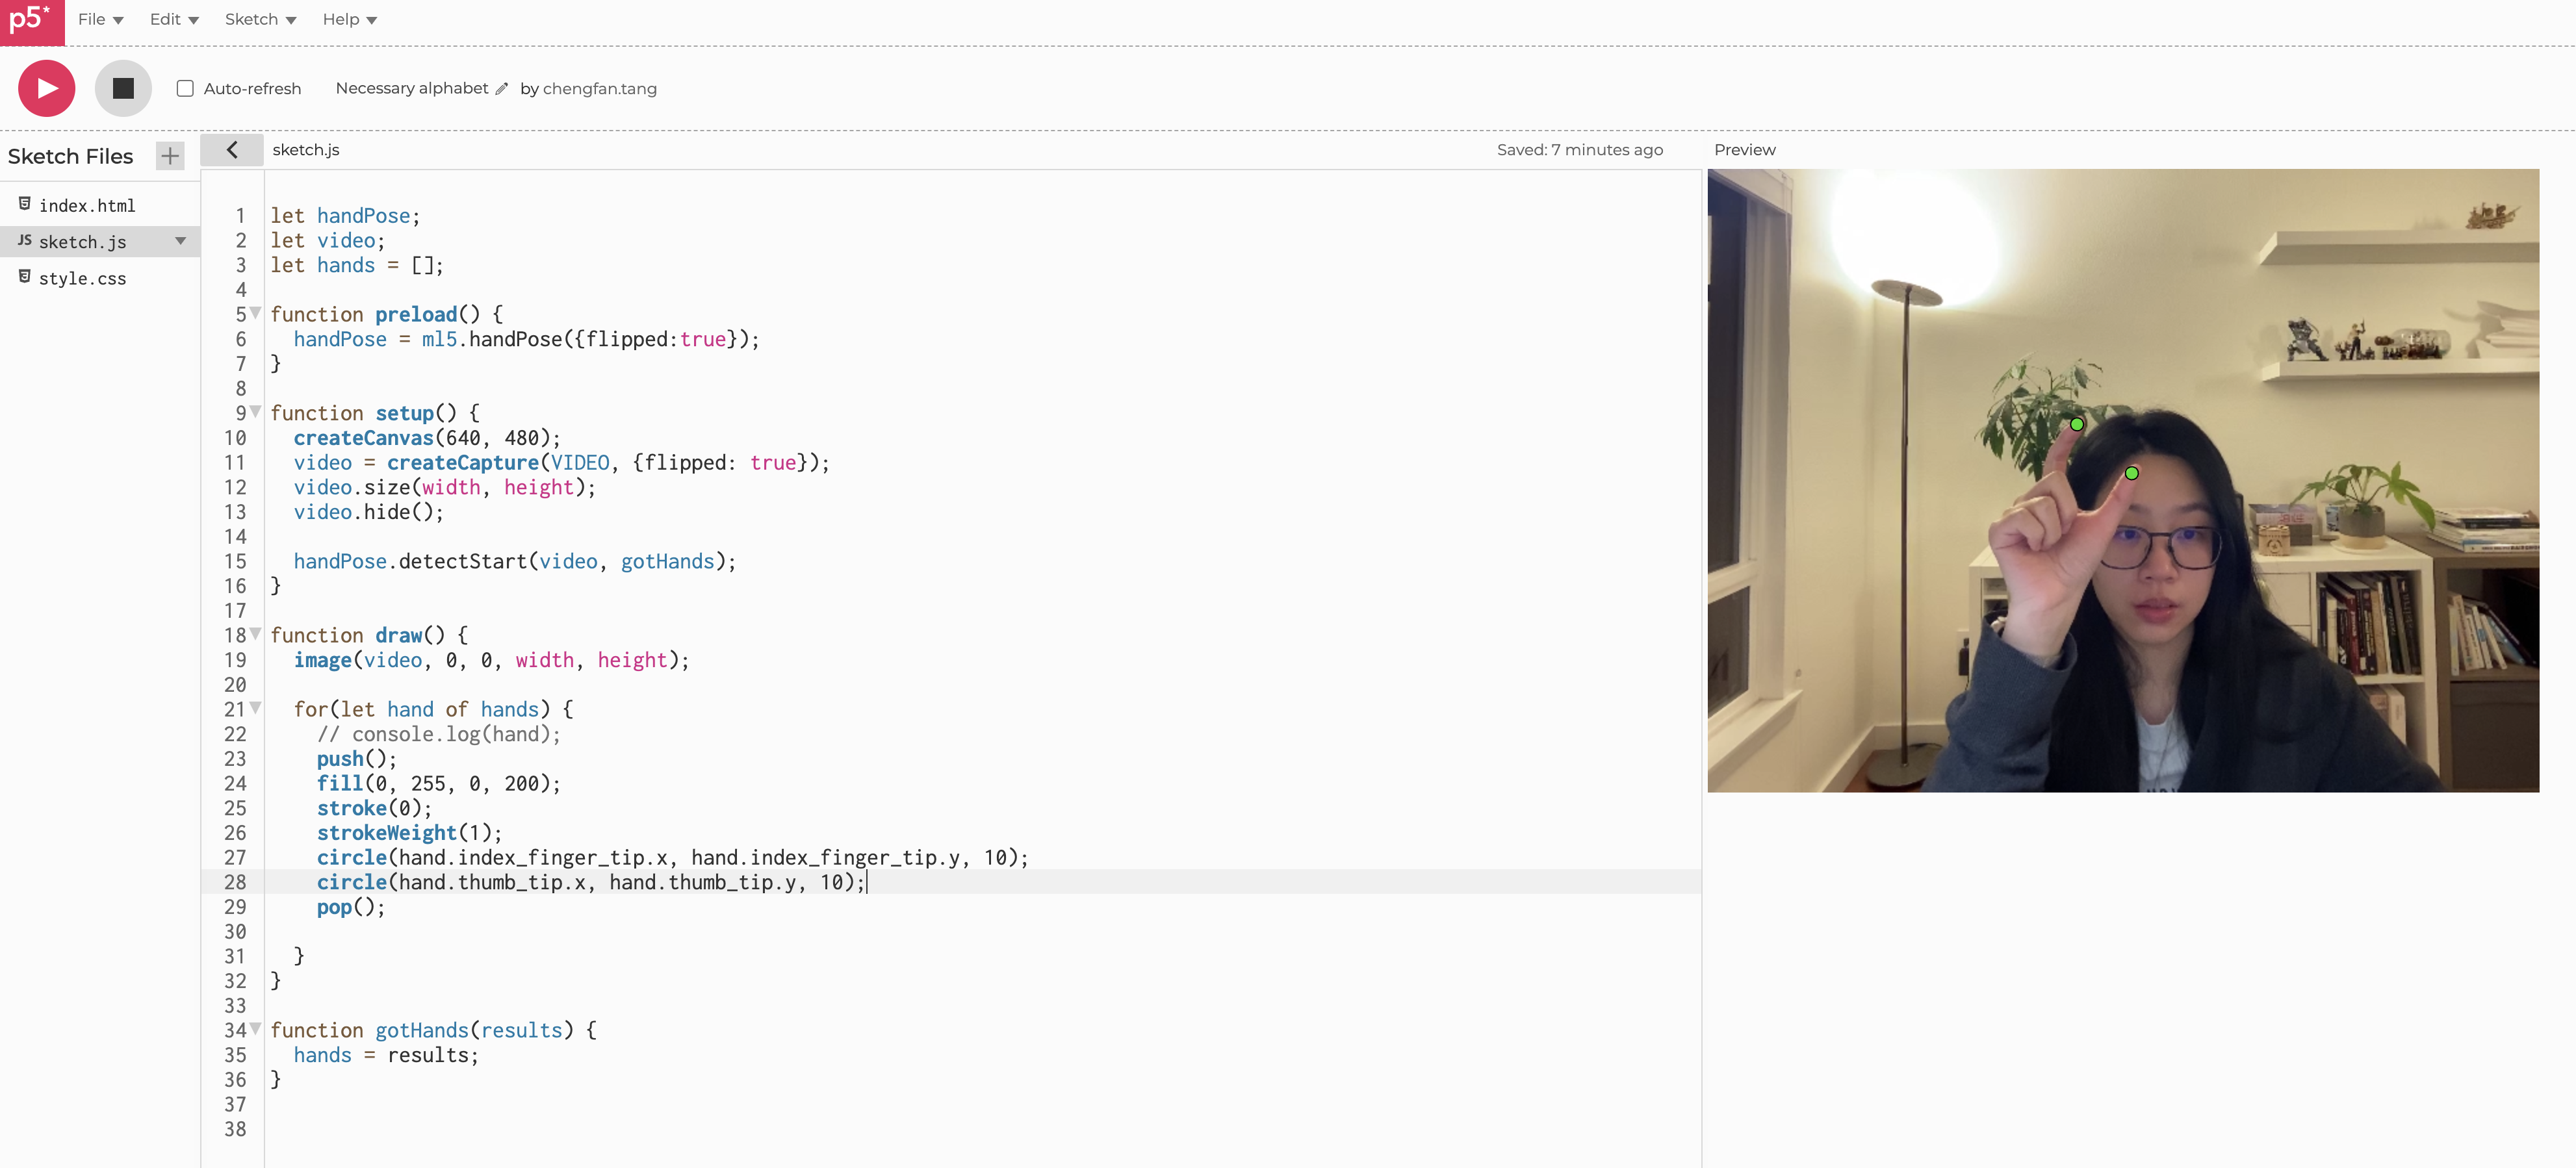 p5*
File Edit Sketch Help
Auto-refresh Necessary alphabet by chengfan.tang
Sketch Files +
sketch.js Saved: 7 minutes ago Preview
index.html
JS sketch.js
style.css
1 let handPose;
2 let video;
3 let hands = [];
4
5 function preload() {
6 handPose = ml5.handPose({flipped:true});
7 }
8
9 function setup() {
10 createCanvas(640, 480);
11 video = createCapture(VIDEO, {flipped: true});
12 video.size(width, height);
13 video.hide();
14
15 handPose.detectStart(video, gotHands);
16 }
17
18 function draw() {
19 image(video, 0, 0, width, height);
20
21 for(let hand of hands) {
22 // console.log(hand);
23 push();
24 fill(0, 255, 0, 200);
25 stroke(0);
26 strokeWeight(1);
27 circle(hand.index_finger_tip.x, hand.index_finger_tip.y, 10);
28 circle(hand.thumb_tip.x, hand.thumb_tip.y, 10);
29 pop();
30
31 }
32 }
33
34 function gotHands(results) {
35 hands = results;
36 }
37
38